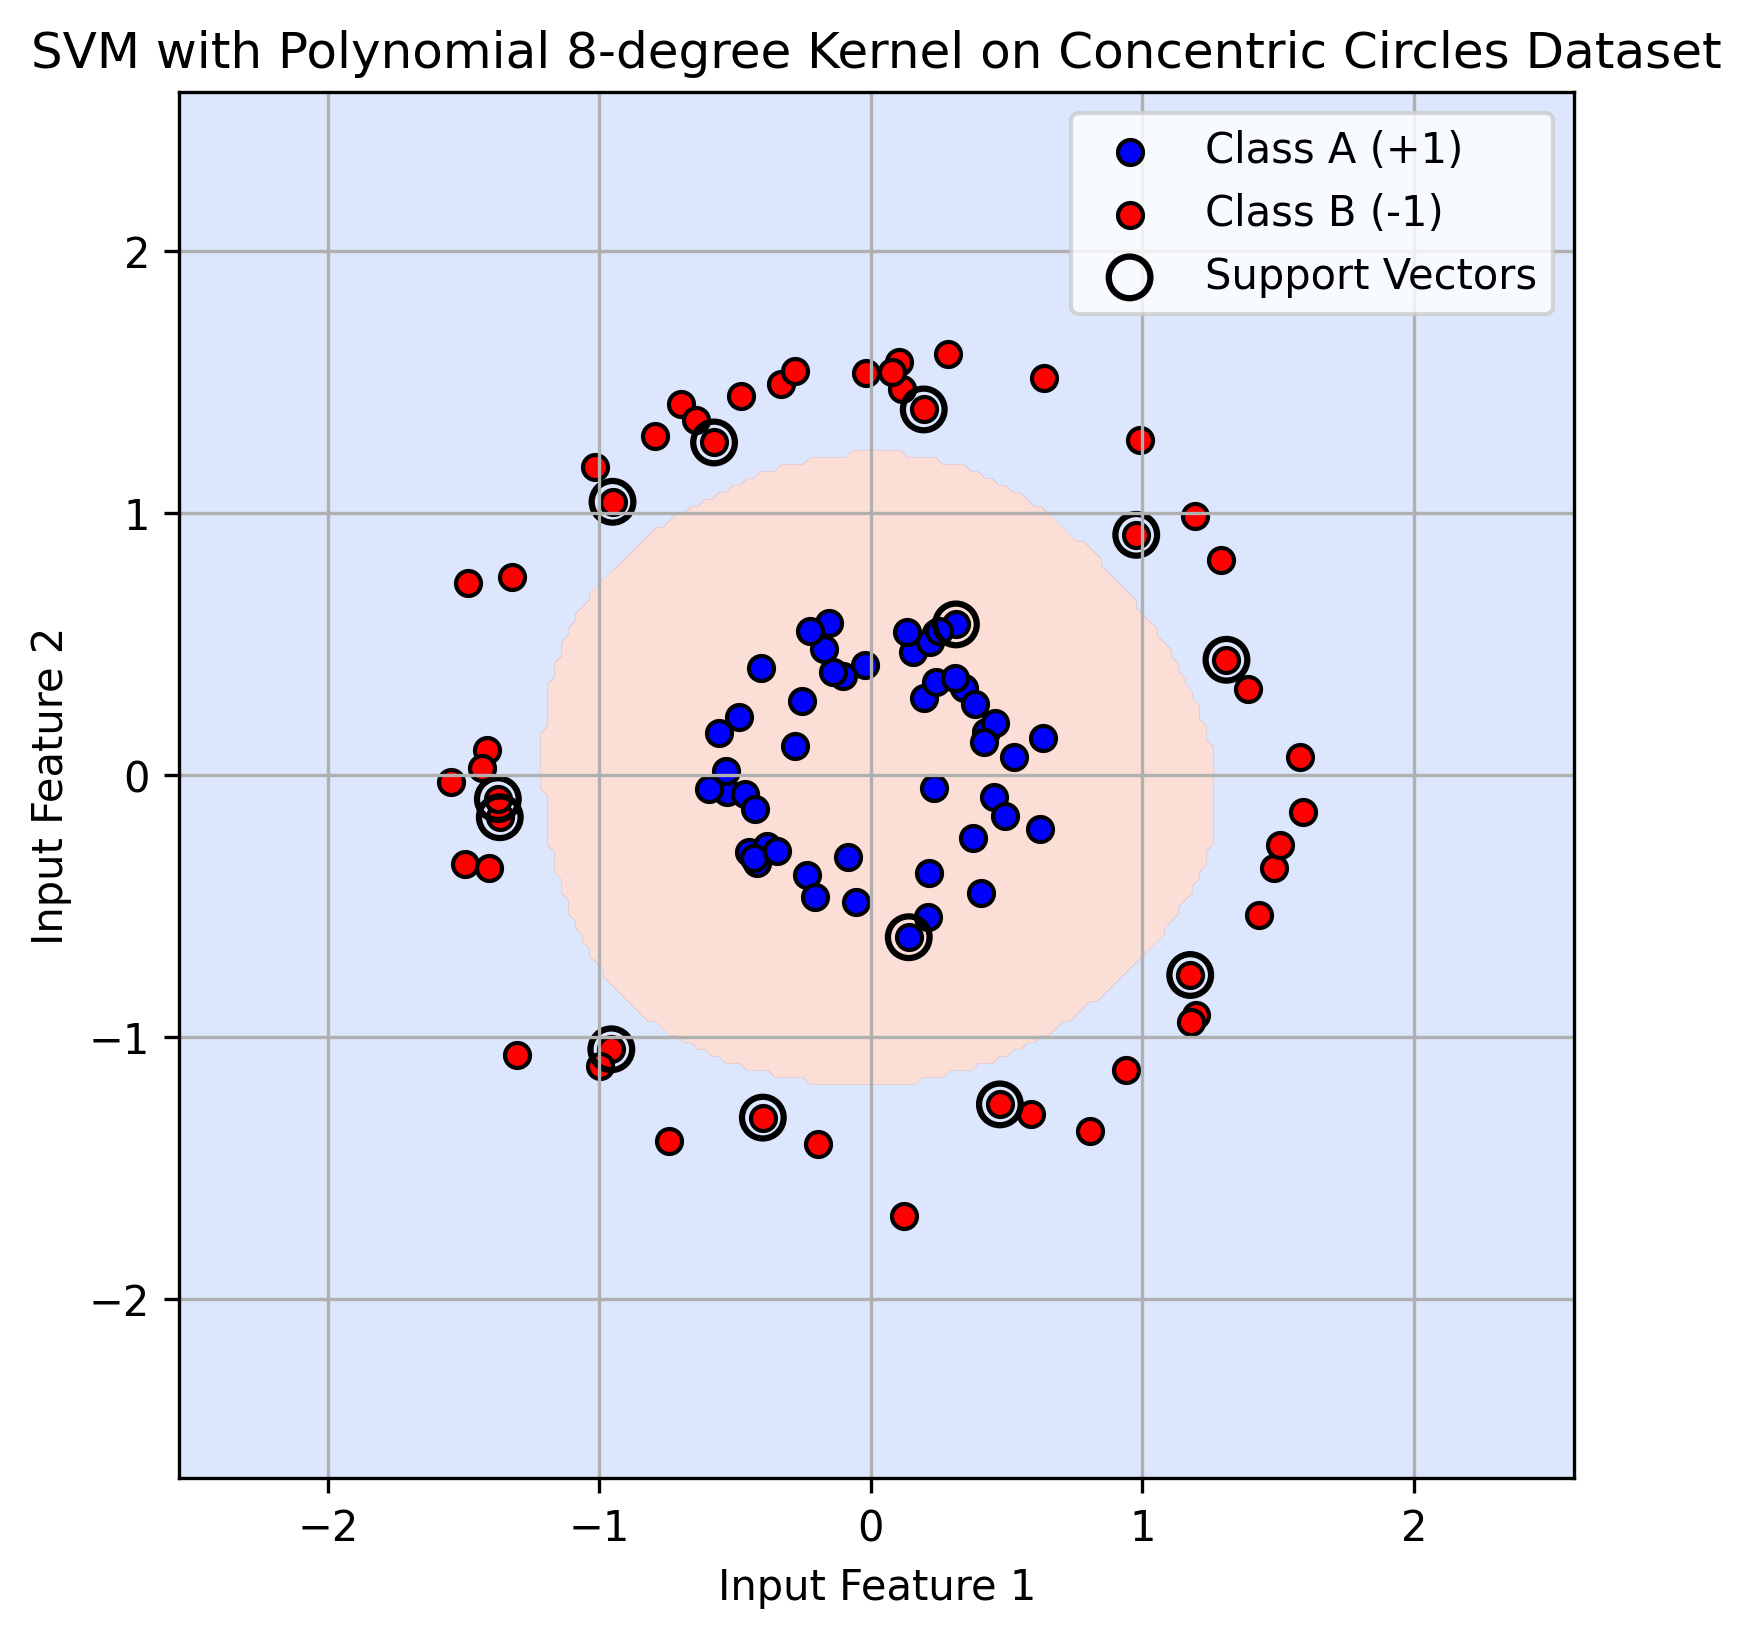 SVM with Polynomial 8-degree Kernel on Concentric Circles Dataset
Class A (+1)
Class B (-1)
Support Vectors
2
1
0
−1
−2
Input Feature 2
−2
−1
0
1
2
Input Feature 1